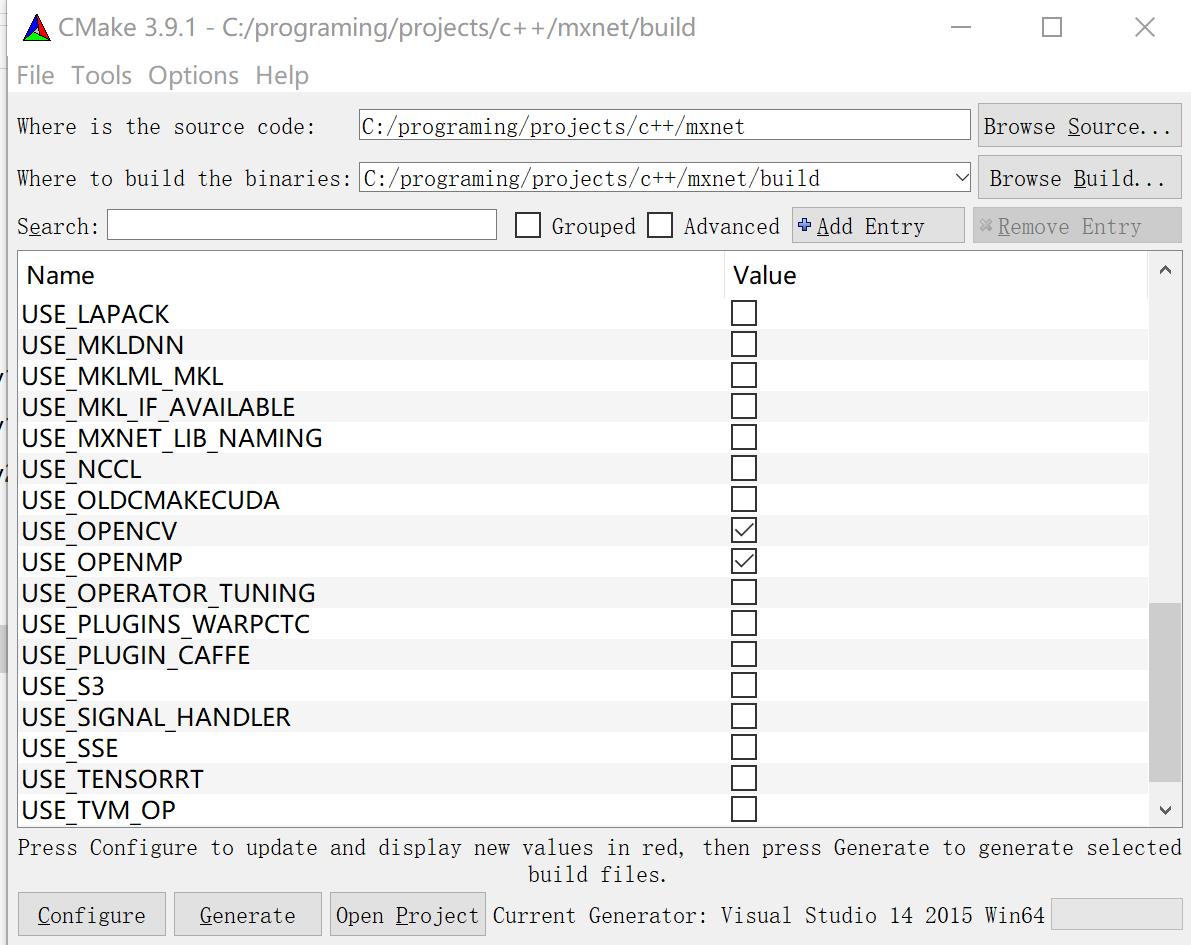 CMake 3.9.1 - C:/programing/projects/c++/mxnet/build
File Tools Options Help
Where is the source code: C:/programing/projects/c++/mxnet Browse Source...
Where to build the binaries: C:/programing/projects/c++/mxnet/build Browse Build...
Search: Grouped Advanced Add Entry Remove Entry
Name Value
USE_LAPACK
USE_MKLDNN
USE_MKLML_MKL
USE_MKL_IF_AVAILABLE
USE_MXNET_LIB_NAMING
USE_NCCL
USE_OLDCMAKECUDA
USE_OPENCV
USE_OPENMP
USE_OPERATOR_TUNING
USE_PLUGINS_WARPCTC
USE_PLUGIN_CAFFE
USE_S3
USE_SIGNAL_HANDLER
USE_SSE
USE_TENSORRT
USE_TVM_OP
Press Configure to update and display new values in red, then press Generate to generate selected
build files.
Configure Generate Open Project Current Generator: Visual Studio 14 2015 Win64